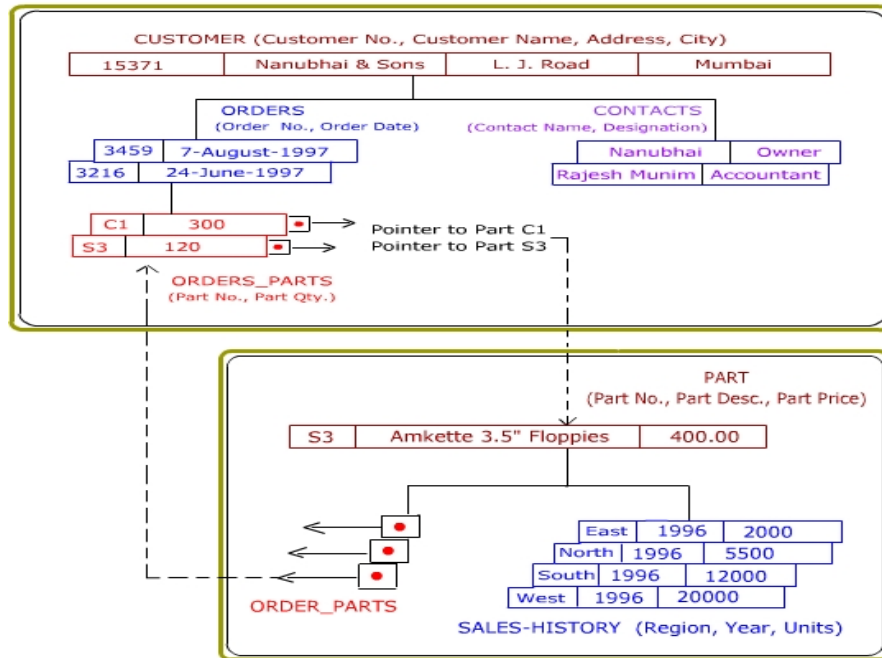 CUSTOMER (Customer No., Customer Name, Address, City)
15371 Nanubhai & Sons L. J. Road Mumbai
ORDERS
(Order No., Order Date)
CONTACTS
(Contact Name, Designation)
3459 7-August-1997
3216 24-June-1997
Nanubhai Owner
Rajesh Munim Accountant
C1 300
S3 120
Pointer to Part C1
Pointer to Part S3
ORDERS_PARTS
(Part No., Part Qty.)
PART
(Part No., Part Desc., Part Price)
S3 Amkette 3.5" Floppies 400.00
East 1996 2000
North 1996 5500
South 1996 12000
West 1996 20000
ORDER_PARTS
SALES-HISTORY (Region, Year, Units)